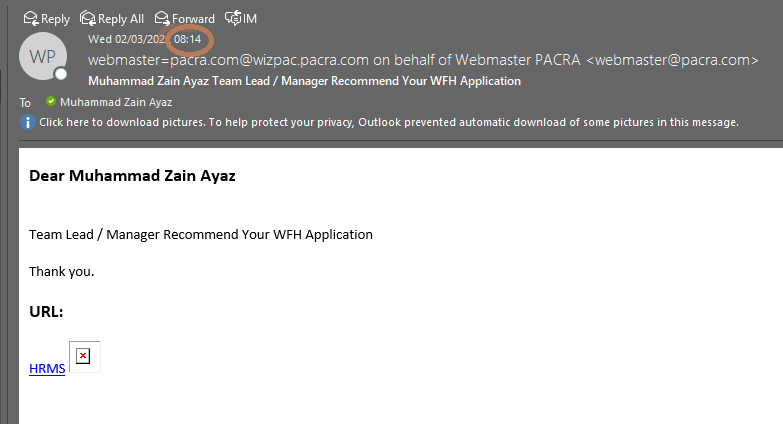 Reply Reply All Forward IM
WP
Wed 02/03/202 08:14
webmaster=pacra.com@wizpac.pacra.com on behalf of Webmaster PACRA <webmaster@pacra.com>
Muhammad Zain Ayaz Team Lead / Manager Recommend Your WFH Application
To Muhammad Zain Ayaz
Click here to download pictures. To help protect your privacy, Outlook prevented automatic download of some pictures in this message.
Dear Muhammad Zain Ayaz
Team Lead / Manager Recommend Your WFH Application
Thank you.
URL:
HRMS